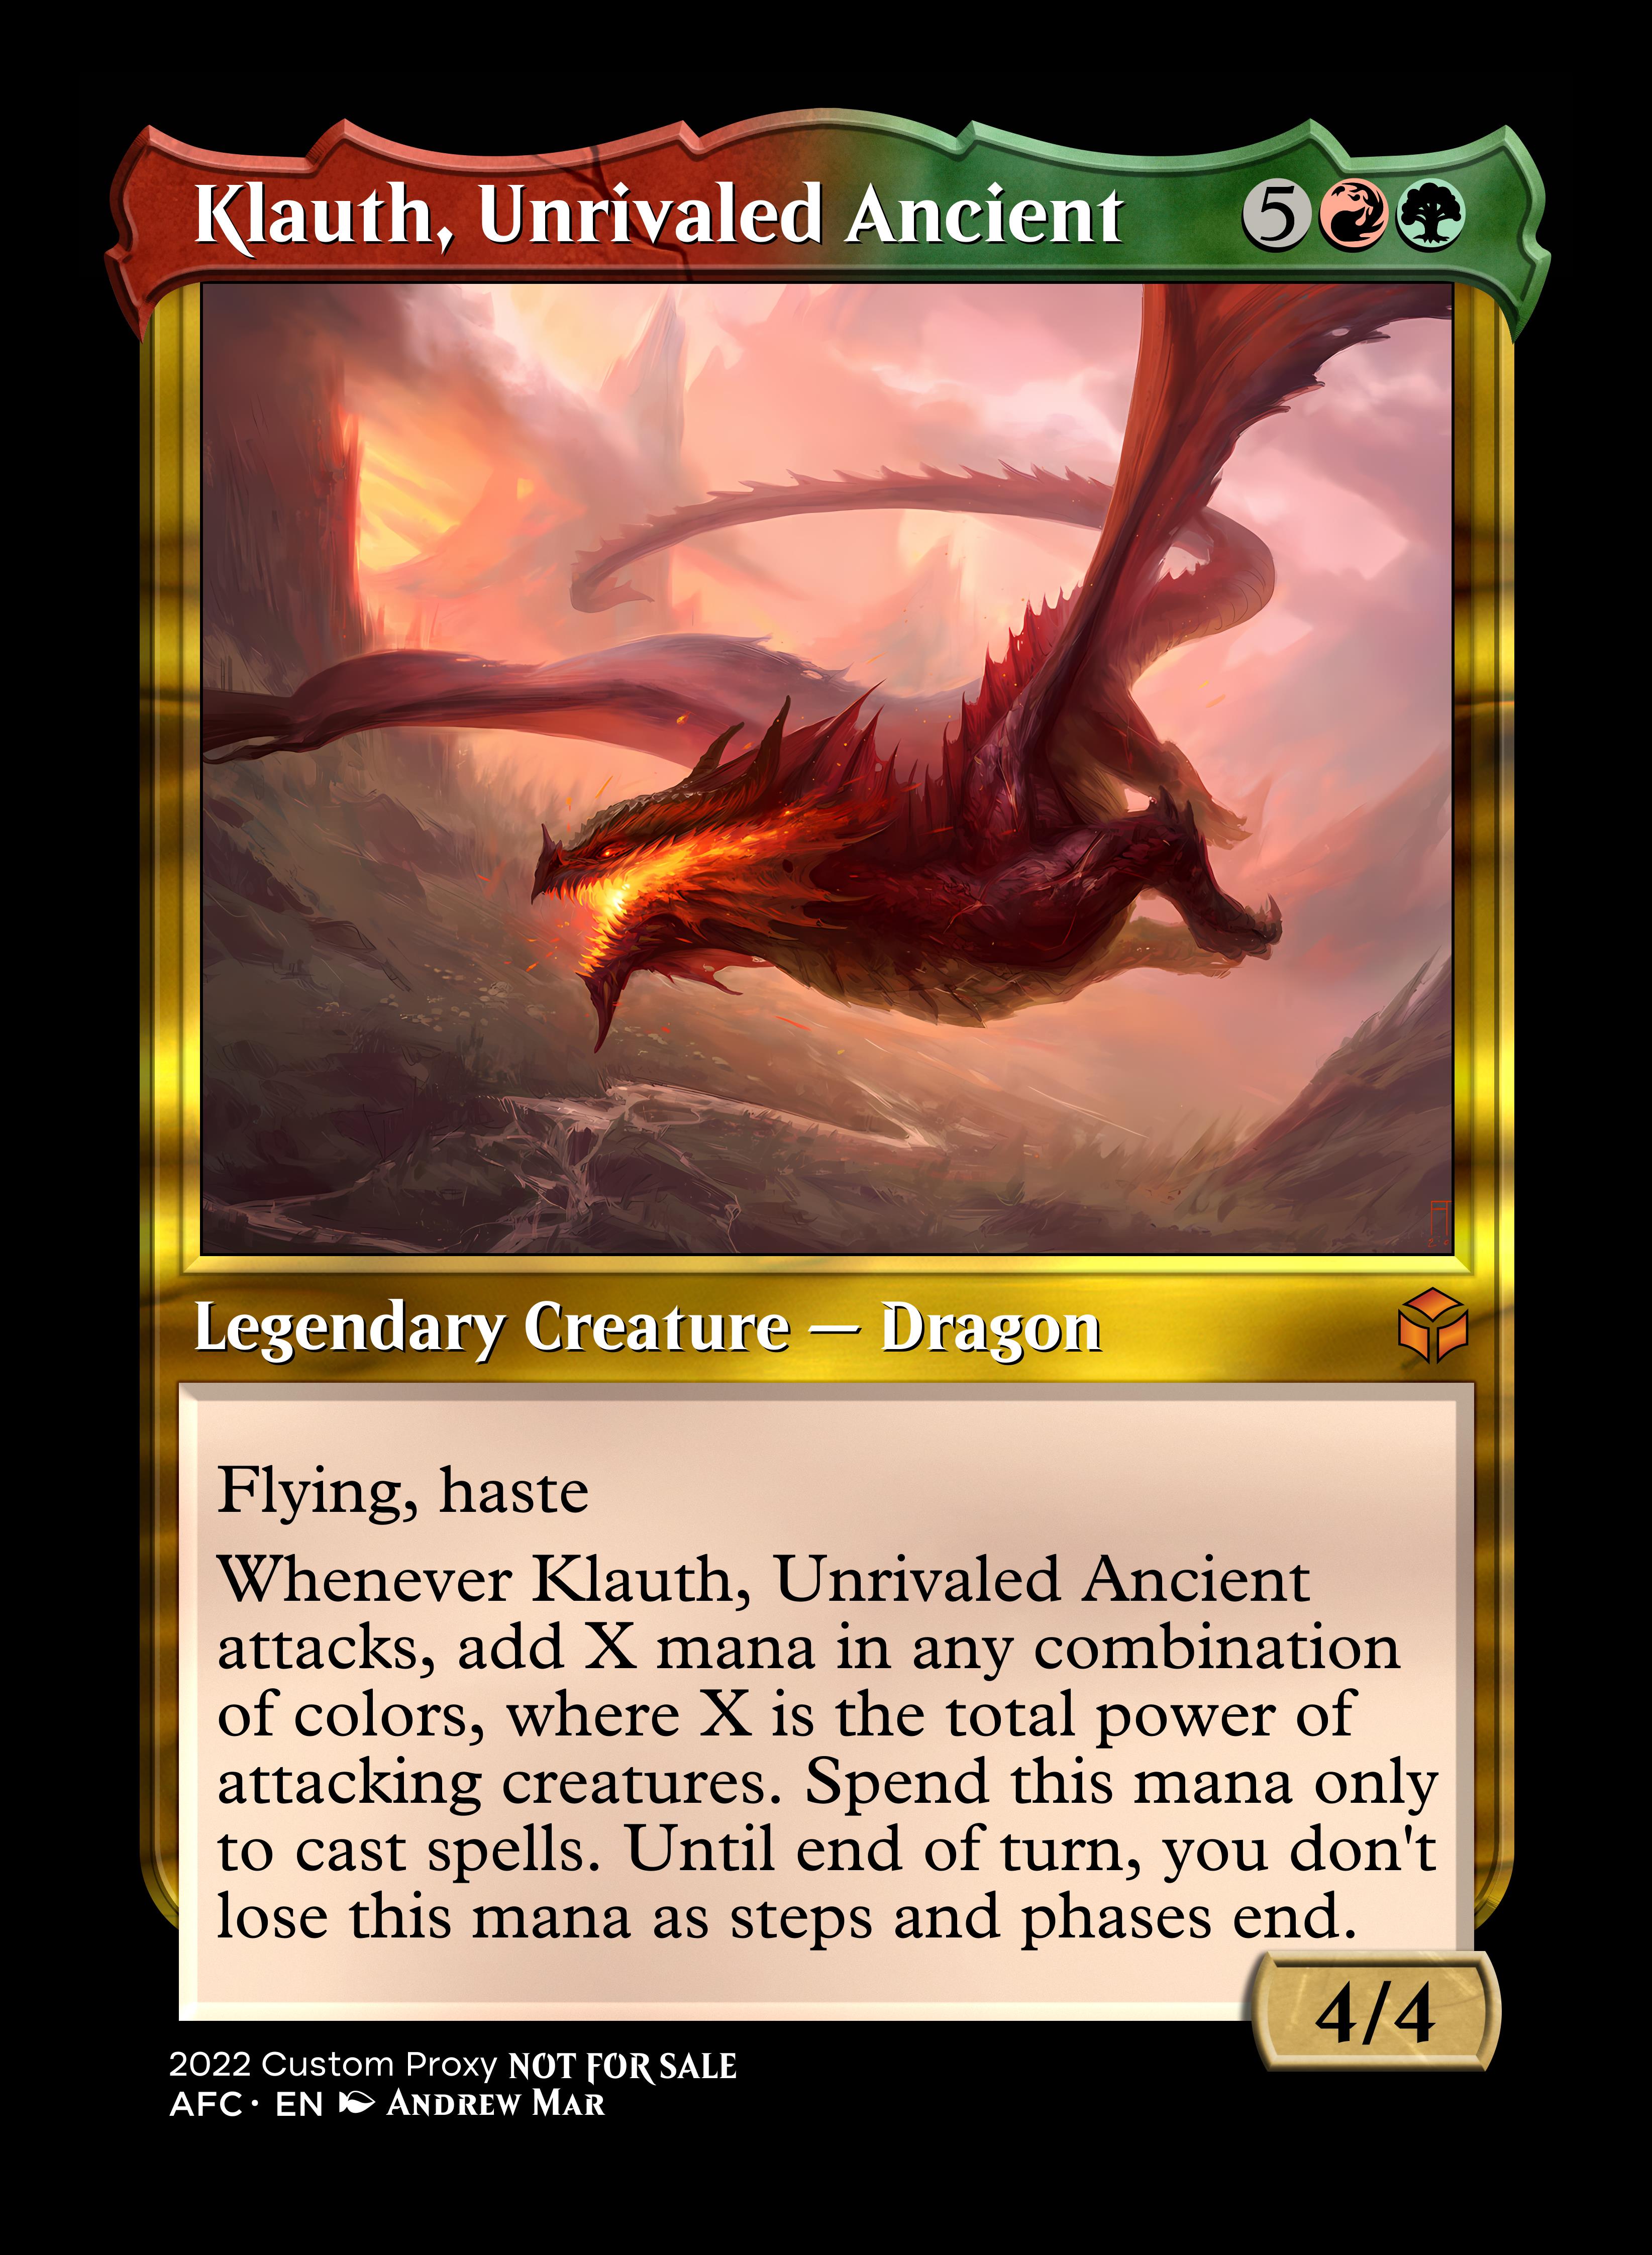 Klauth, Unrivaled Ancient 5
Legendary Creature — Dragon
Flying, haste
Whenever Klauth, Unrivaled Ancient
attacks, add X mana in any combination
of colors, where X is the total power of
attacking creatures. Spend this mana only
to cast spells. Until end of turn, you don't
lose this mana as steps and phases end.
4/4
2022 Custom Proxy NOT FOR SALE
AFC · EN ANDREW MAR